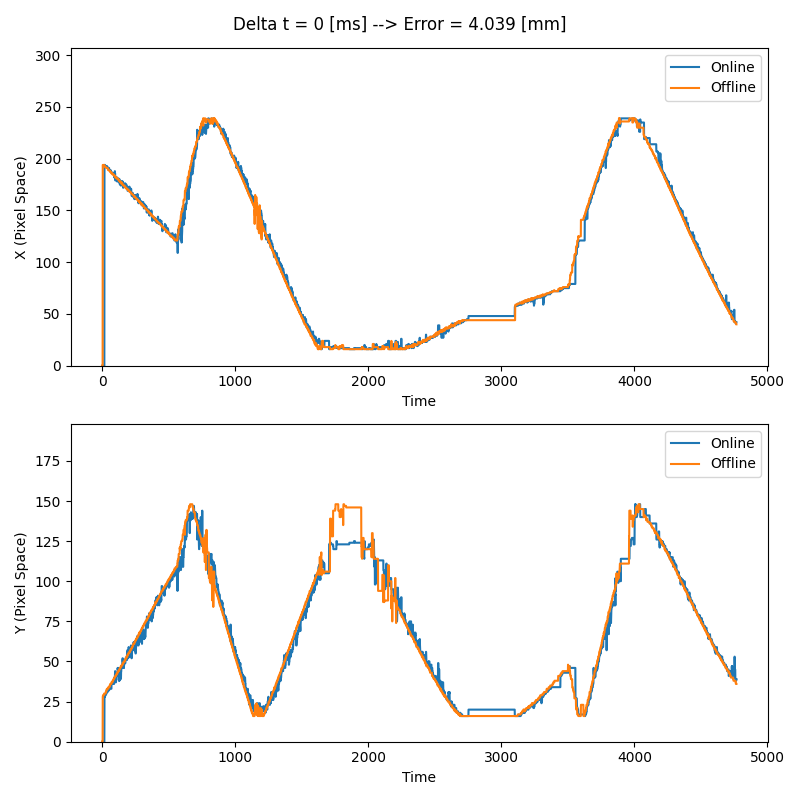 Delta t = 0 [ms] --> Error = 4.039 [mm]
300
250
200
150
100
50
0
X (Pixel Space)
Online
Offline
0 1000 2000 3000 4000 5000
Time
175
150
125
100
75
50
25
0
Y (Pixel Space)
Online
Offline
0 1000 2000 3000 4000 5000
Time